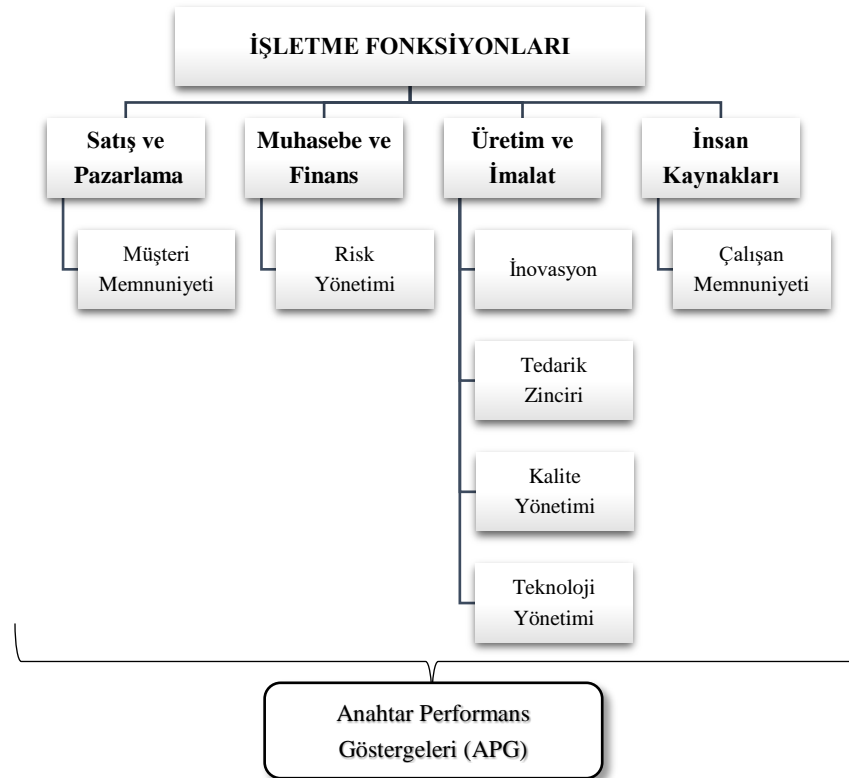 İŞLETME FONKSİYONLARI
Satış ve
Pazarlama
Müşteri
Memnuniyeti
Muhasebe ve
Finans
Risk
Yönetimi
Üretim ve
İmalat
İnovasyon
Tedarik
Zinciri
Kalite
Yönetimi
Teknoloji
Yönetimi
İnsan
Kaynakları
Çalışan
Memnuniyeti
Anahtar Performans
Göstergeleri (APG)